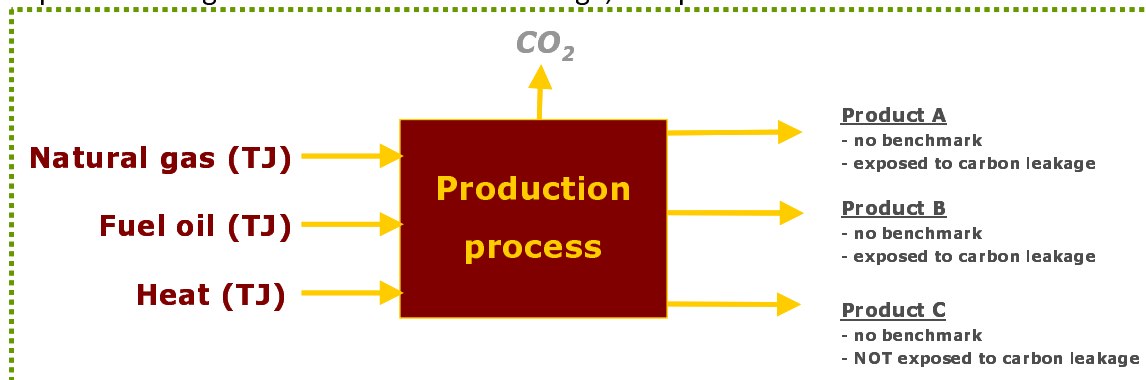 CO2
Natural gas (TJ)
Fuel oil (TJ)
Heat (TJ)
Production
process
Product A
- no benchmark
- exposed to carbon leakage
Product B
- no benchmark
- exposed to carbon leakage
Product C
- no benchmark
- NOT exposed to carbon leakage